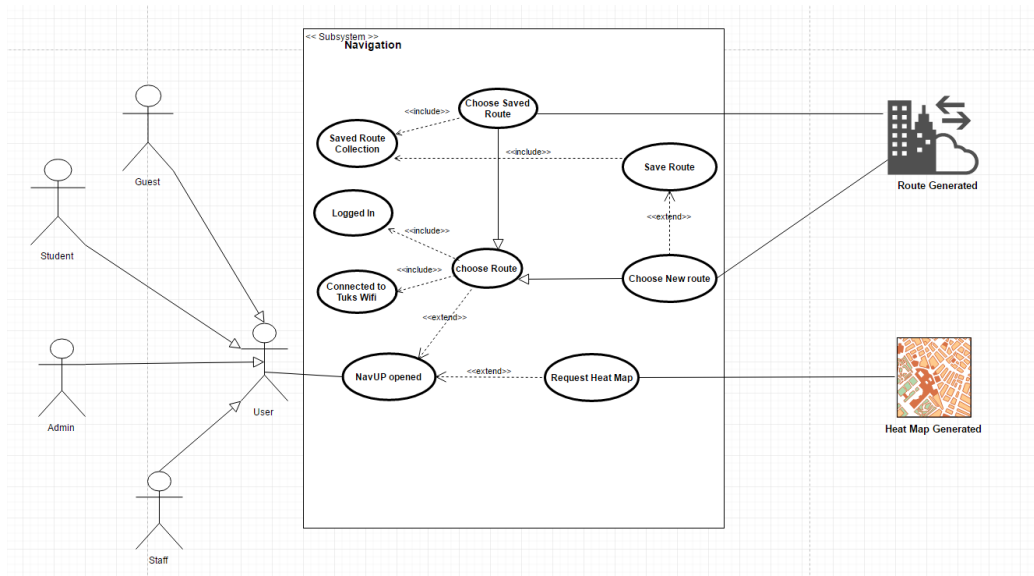 << Subsystem >>
Navigation
Choose Saved
Route
<<include>>
Saved Route
Collection
<<include>>
Save Route
Guest
Route Generated
Logged In
<<extend>>
<<include>>
Student
choose Route
<<include>>
Choose New route
Connected to
Tuks Wifi
<<extend>>
NavUP opened
<<extend>>
Request Heat Map
User
Admin
Heat Map Generated
Staff